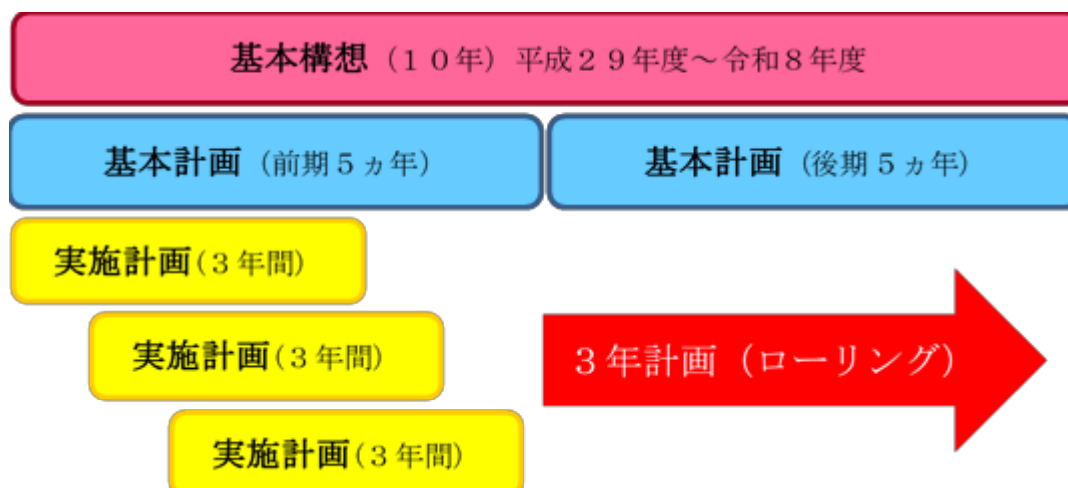 基本構想（１０年）平成２９年度～令和８年度
基本計画（前期５ヵ年）
基本計画（後期５ヵ年）
実施計画（３年間）
実施計画（３年間）
３年計画（ローリング）
実施計画（３年間）